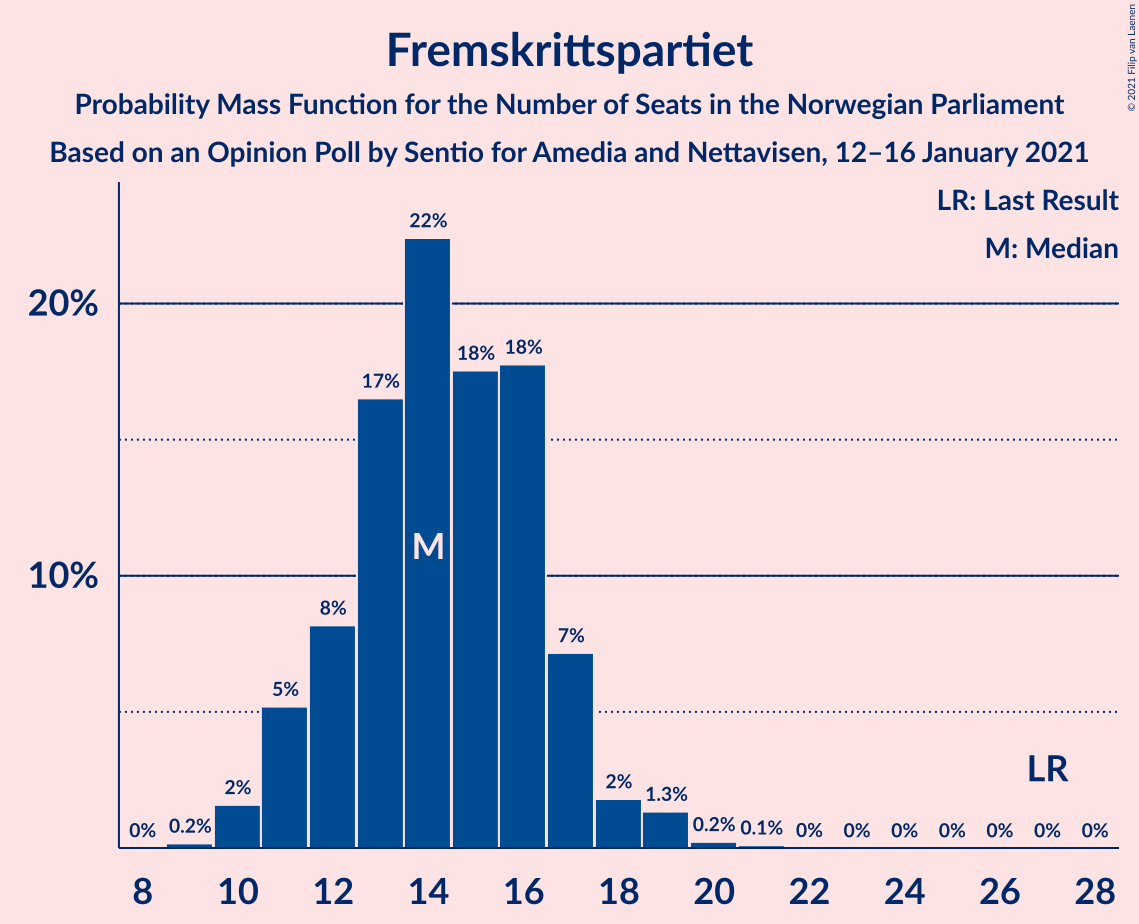 Fremskrittspartiet
Probability Mass Function for the Number of Seats in the Norwegian Parliament
Based on an Opinion Poll by Sentio for Amedia and Nettavisen, 12–16 January 2021
© 2021 Filip van Laenen
LR: Last Result
M: Median
20%
10%
0% 0.2% 2% 5% 8% 17% 22% 18% 18% 7% 2% 1.3% 0.2% 0.1% 0% 0% 0% 0% 0% 0% 0%
M
LR
8 10 12 14 16 18 20 22 24 26 28